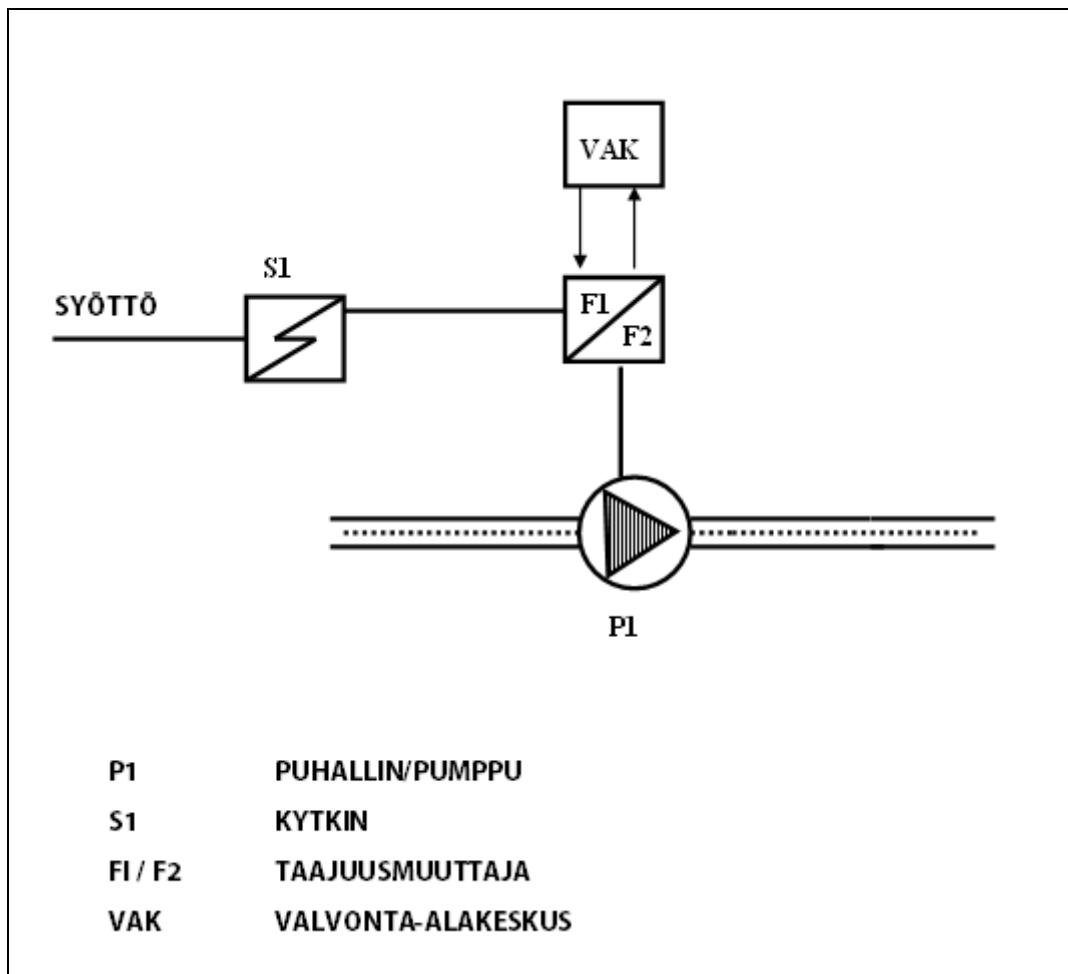 VAK
S1
SYÖTTÖ
F1
F2
P1
P1 PUHALLIN/PUMPPU
S1 KYTKIN
FI / F2 TAAJUUSMUUTTAJA
VAK VALVONTA-ALAKESKUS